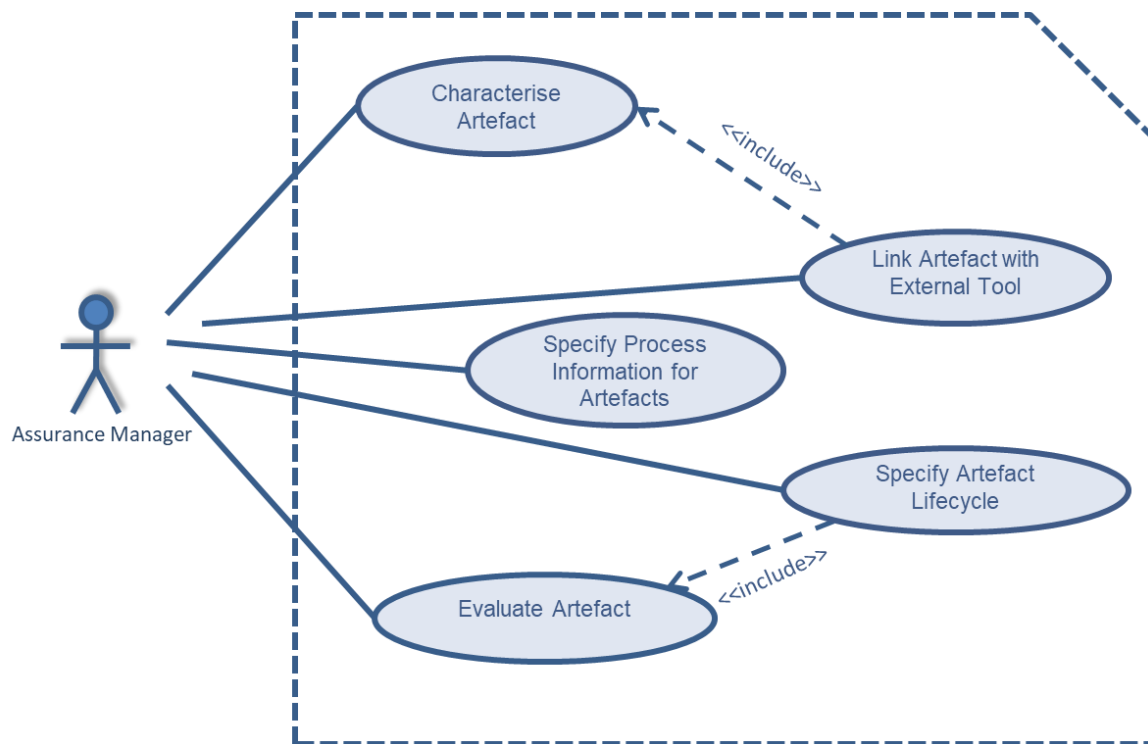 Characterise
Artefact
<<include>>
Link Artefact with
External Tool
Specify Process
Information for
Artefacts
Assurance Manager
Specify Artefact
Lifecycle
<<include>>
Evaluate Artefact